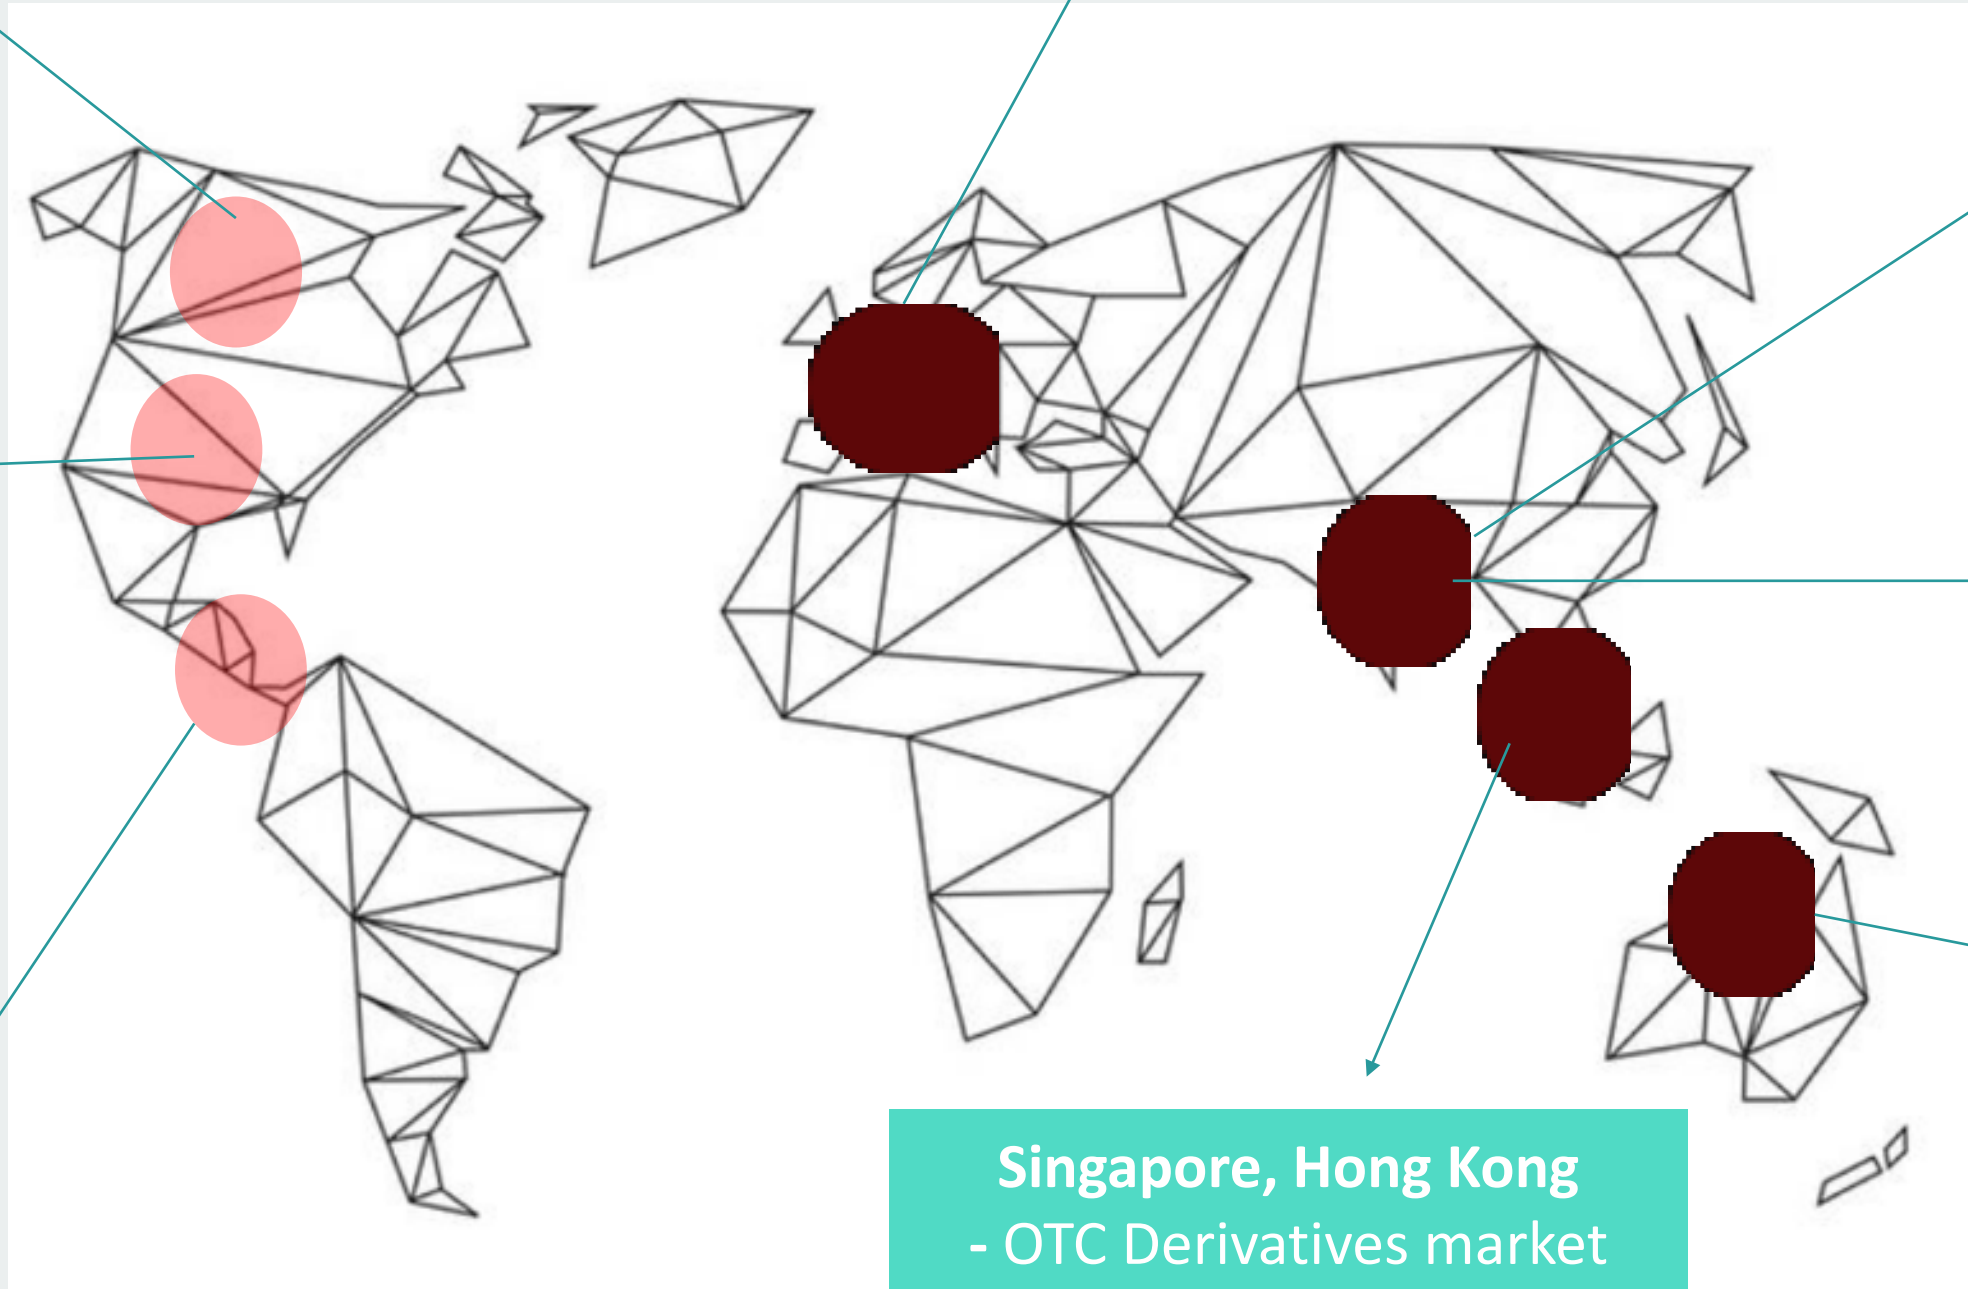 Singapore, Hong Kong
- OTC Derivatives market